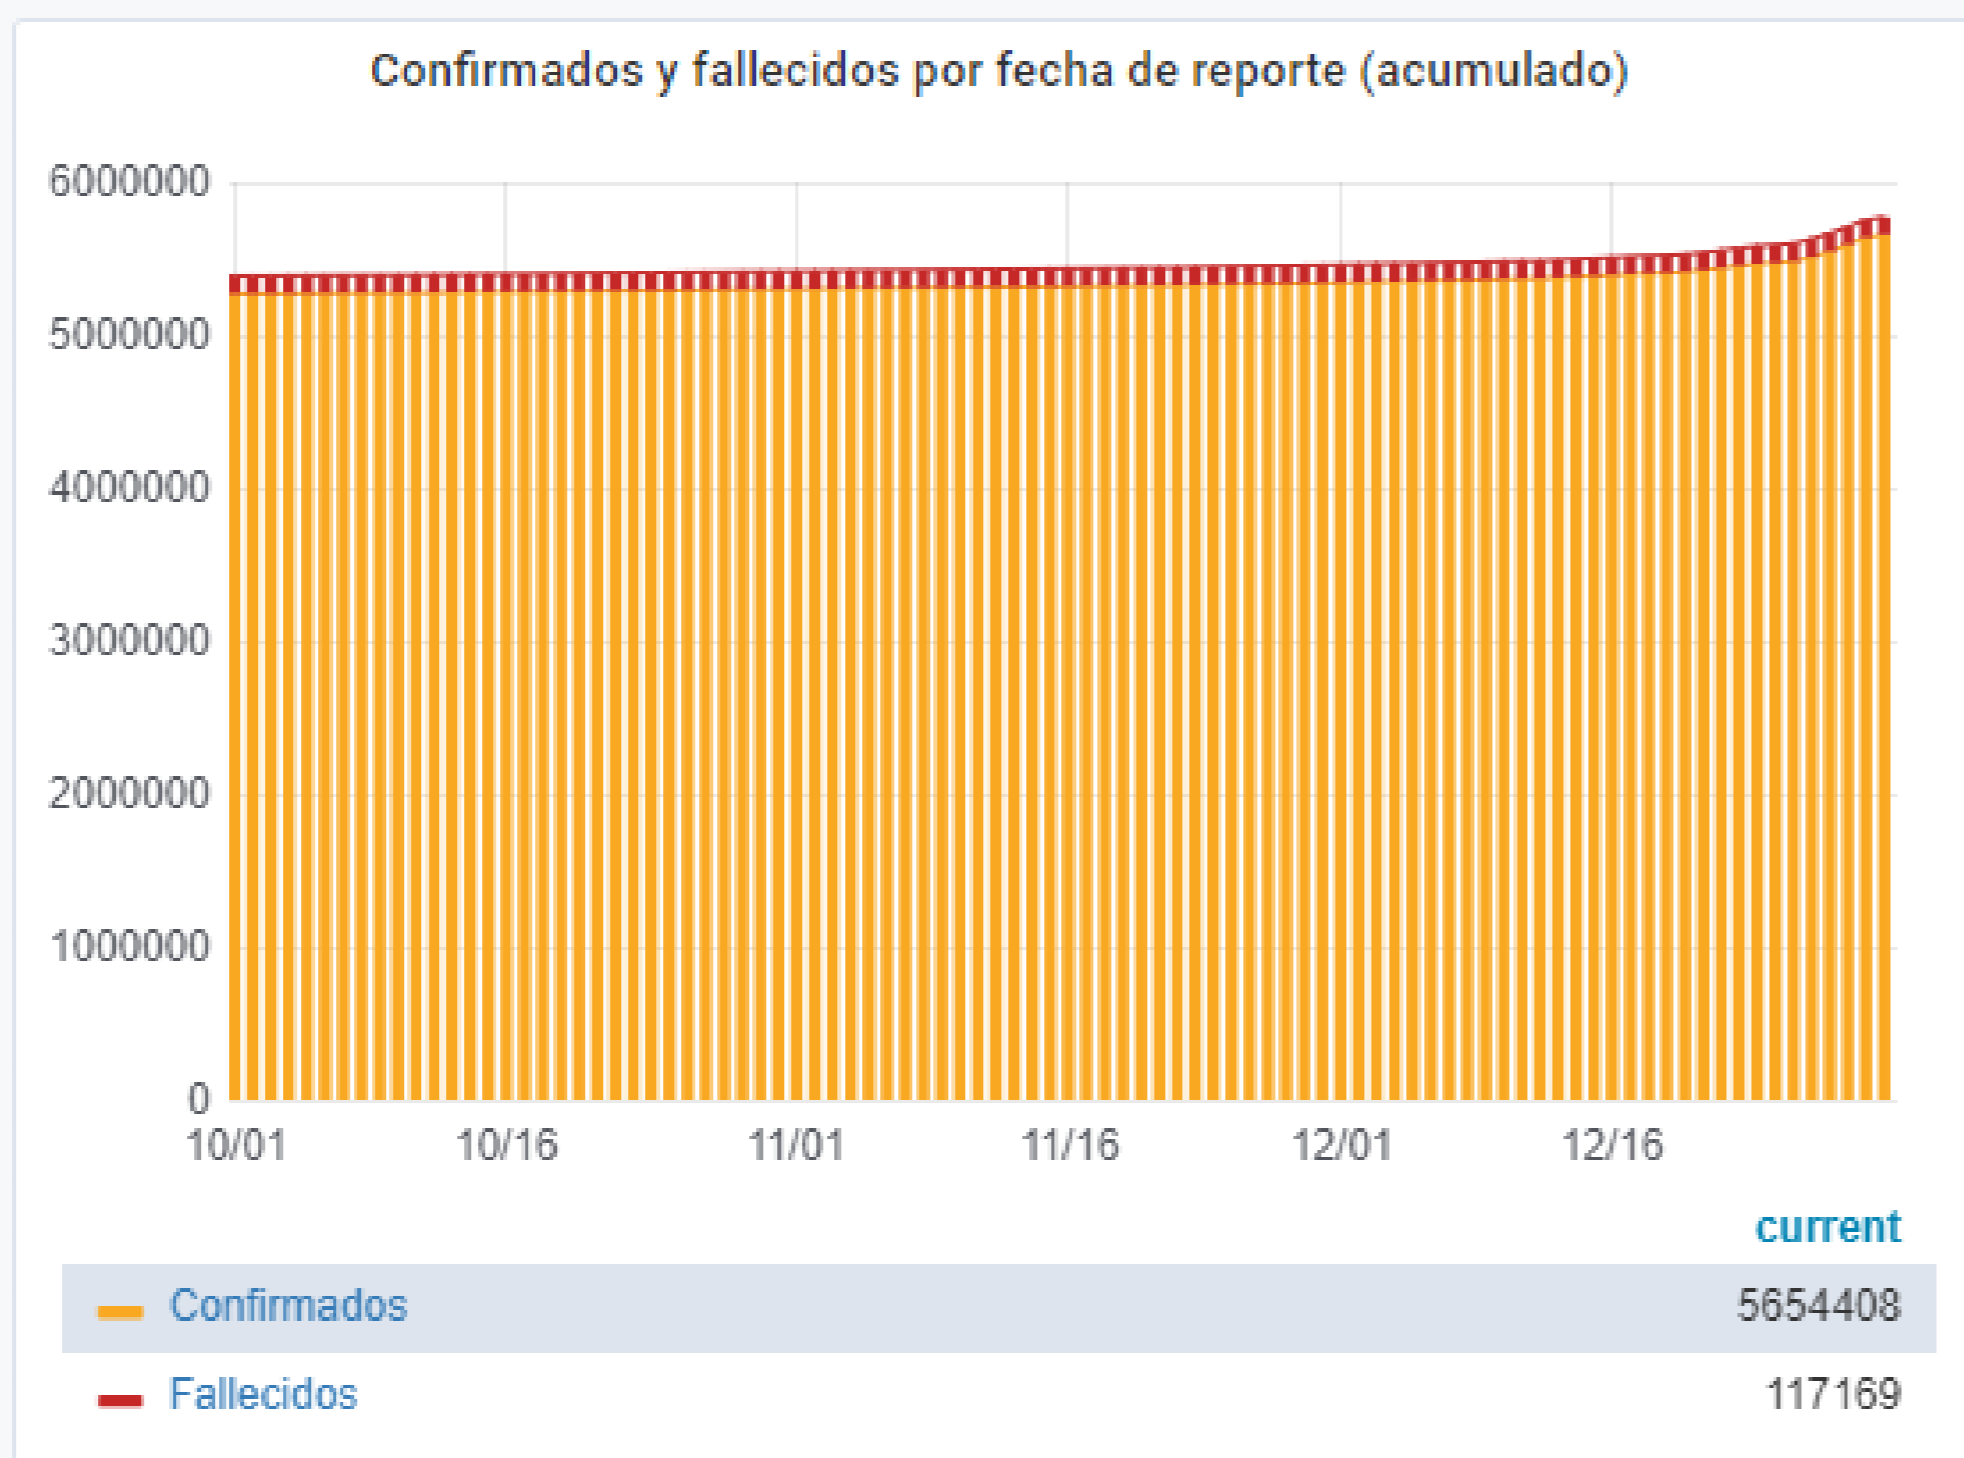 Confirmados y fallecidos por fecha de reporte (acumulado)
6000000
5000000
4000000
3000000
2000000
1000000
0
10/01 10/16 11/01 11/16 12/01 12/16
current
Confirmados 5654408
Fallecidos 117169